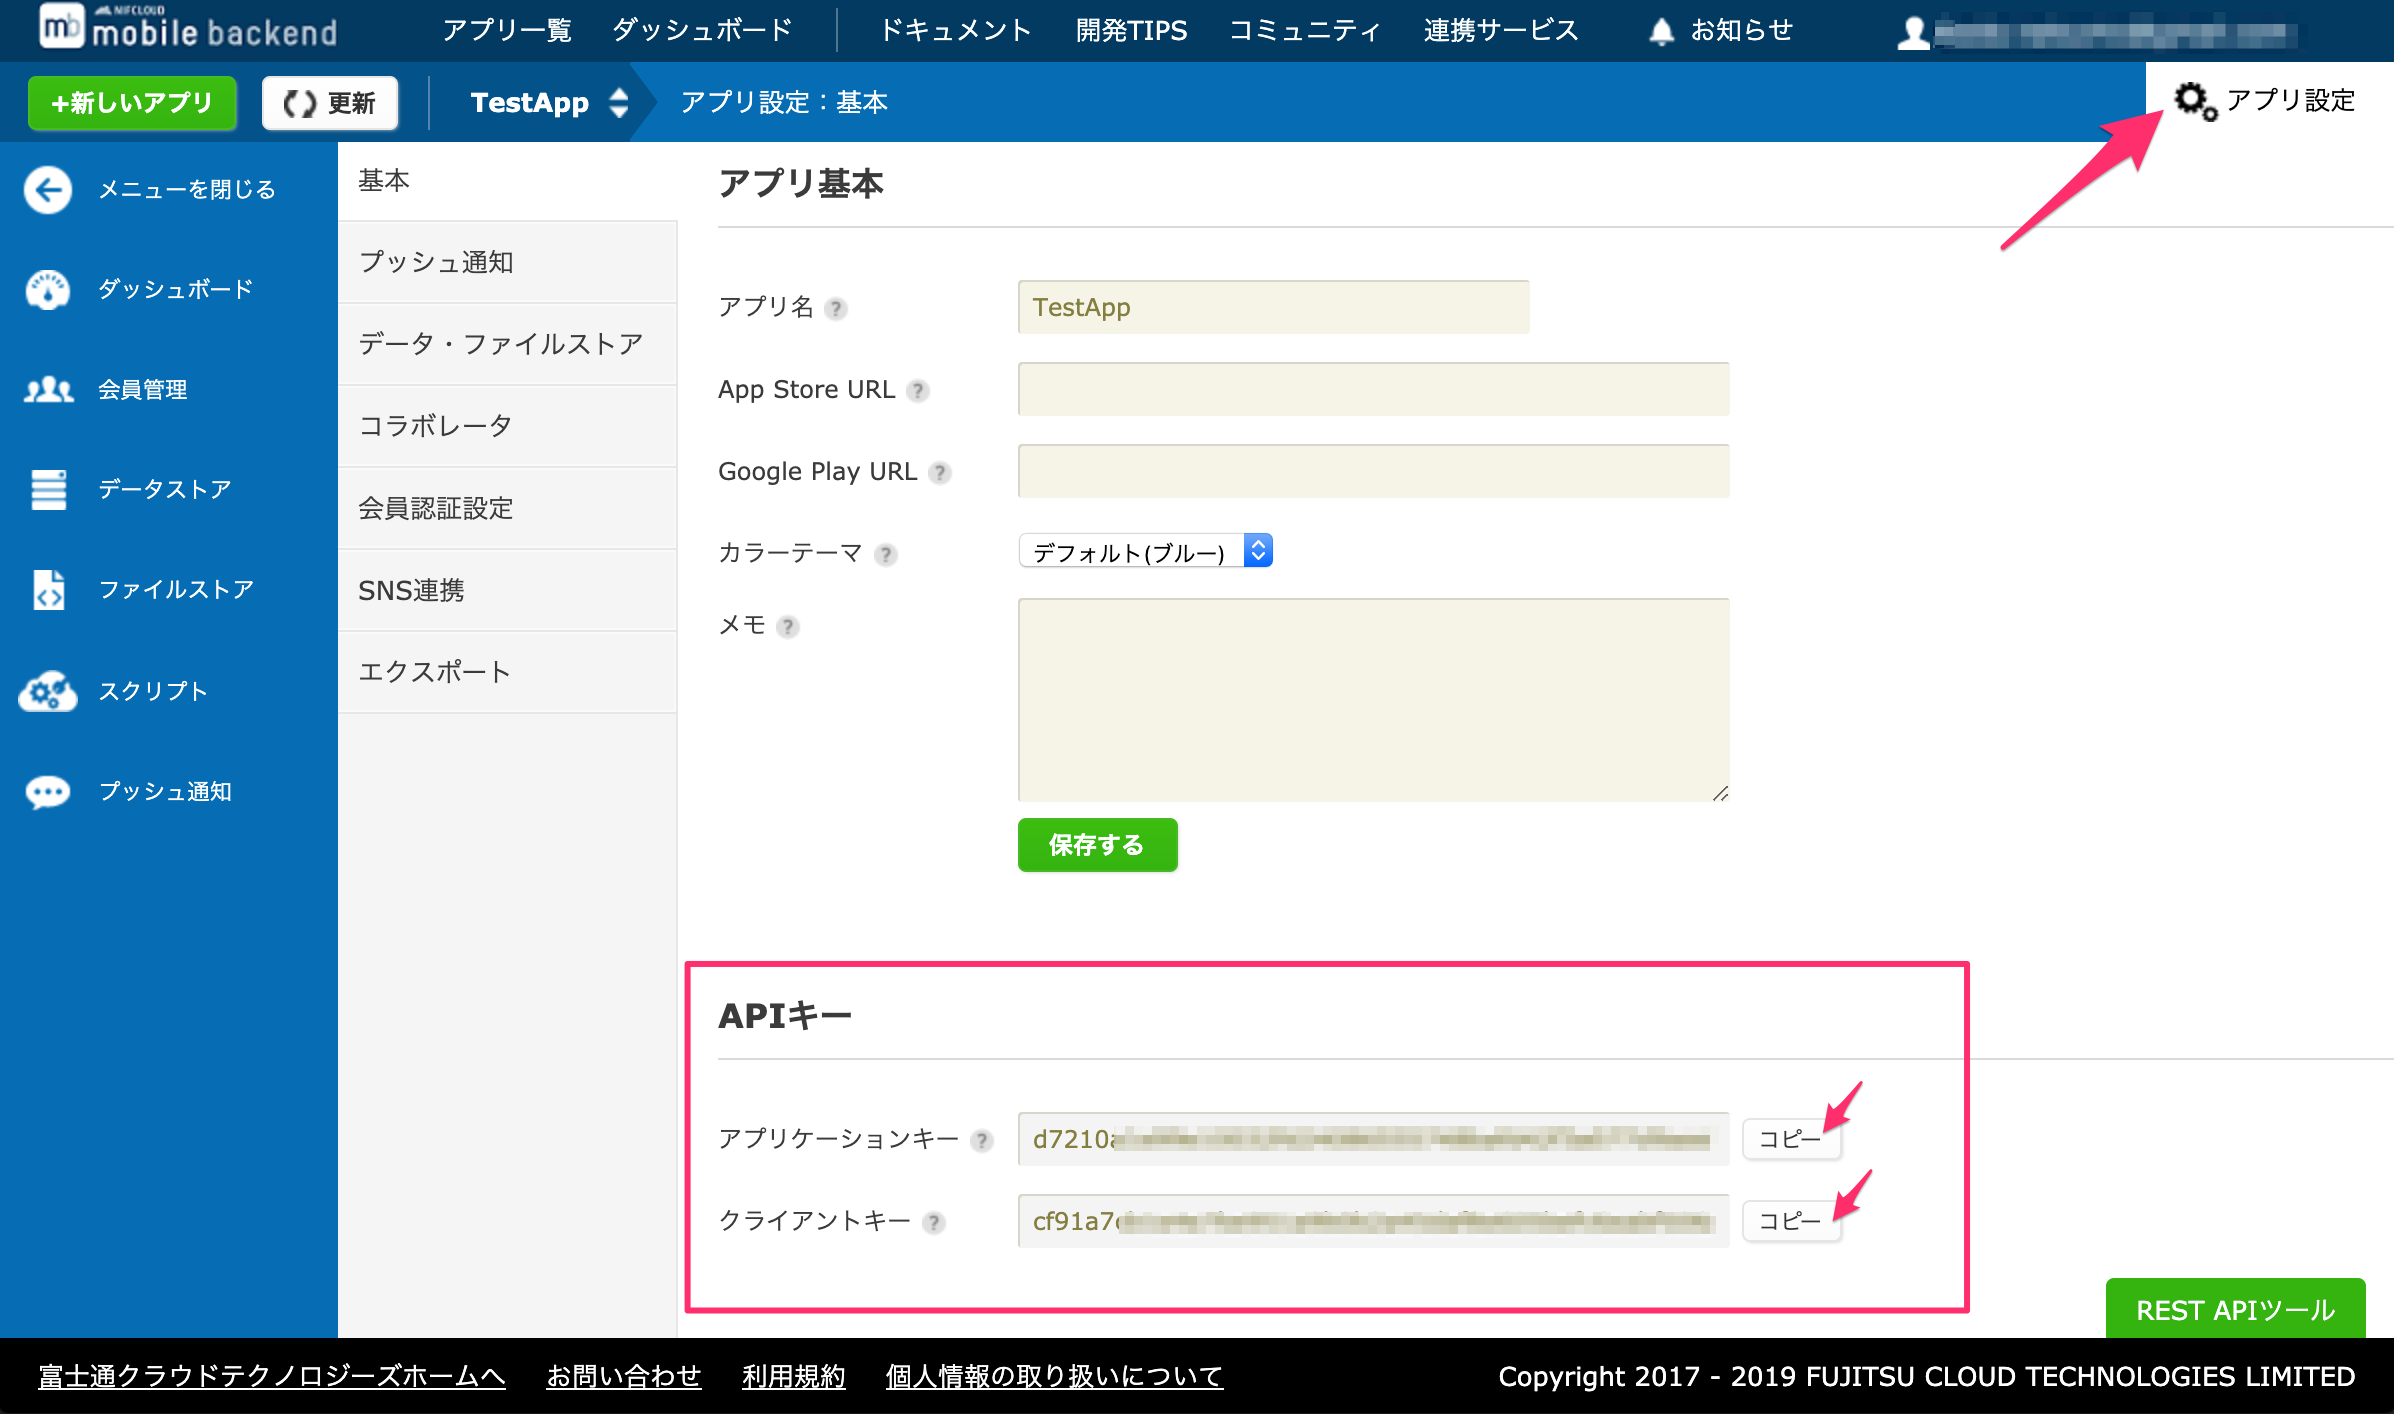 NIFCLOUD
mb mobile backend
アプリ一覧 ダッシュボード ドキュメント 開発TIPS コミュニティ 連携サービス お知らせ
+新しいアプリ 更新 TestApp アプリ設定：基本 アプリ設定
メニューを閉じる
ダッシュボード
会員管理
データストア
ファイルストア
スクリプト
プッシュ通知
基本
プッシュ通知
データ・ファイルストア
コラボレータ
会員認証設定
SNS連携
エクスポート
アプリ基本
アプリ名 ? TestApp
App Store URL ?
Google Play URL ?
カラーテーマ ? デフォルト(ブルー)
メモ ?
保存する
APIキー
アプリケーションキー ? d7210 コピー
クライアントキー ? cf91a7 コピー
REST APIツール
富士通クラウドテクノロジーズホームへ お問い合わせ 利用規約 個人情報の取り扱いについて Copyright 2017 - 2019 FUJITSU CLOUD TECHNOLOGIES LIMITED